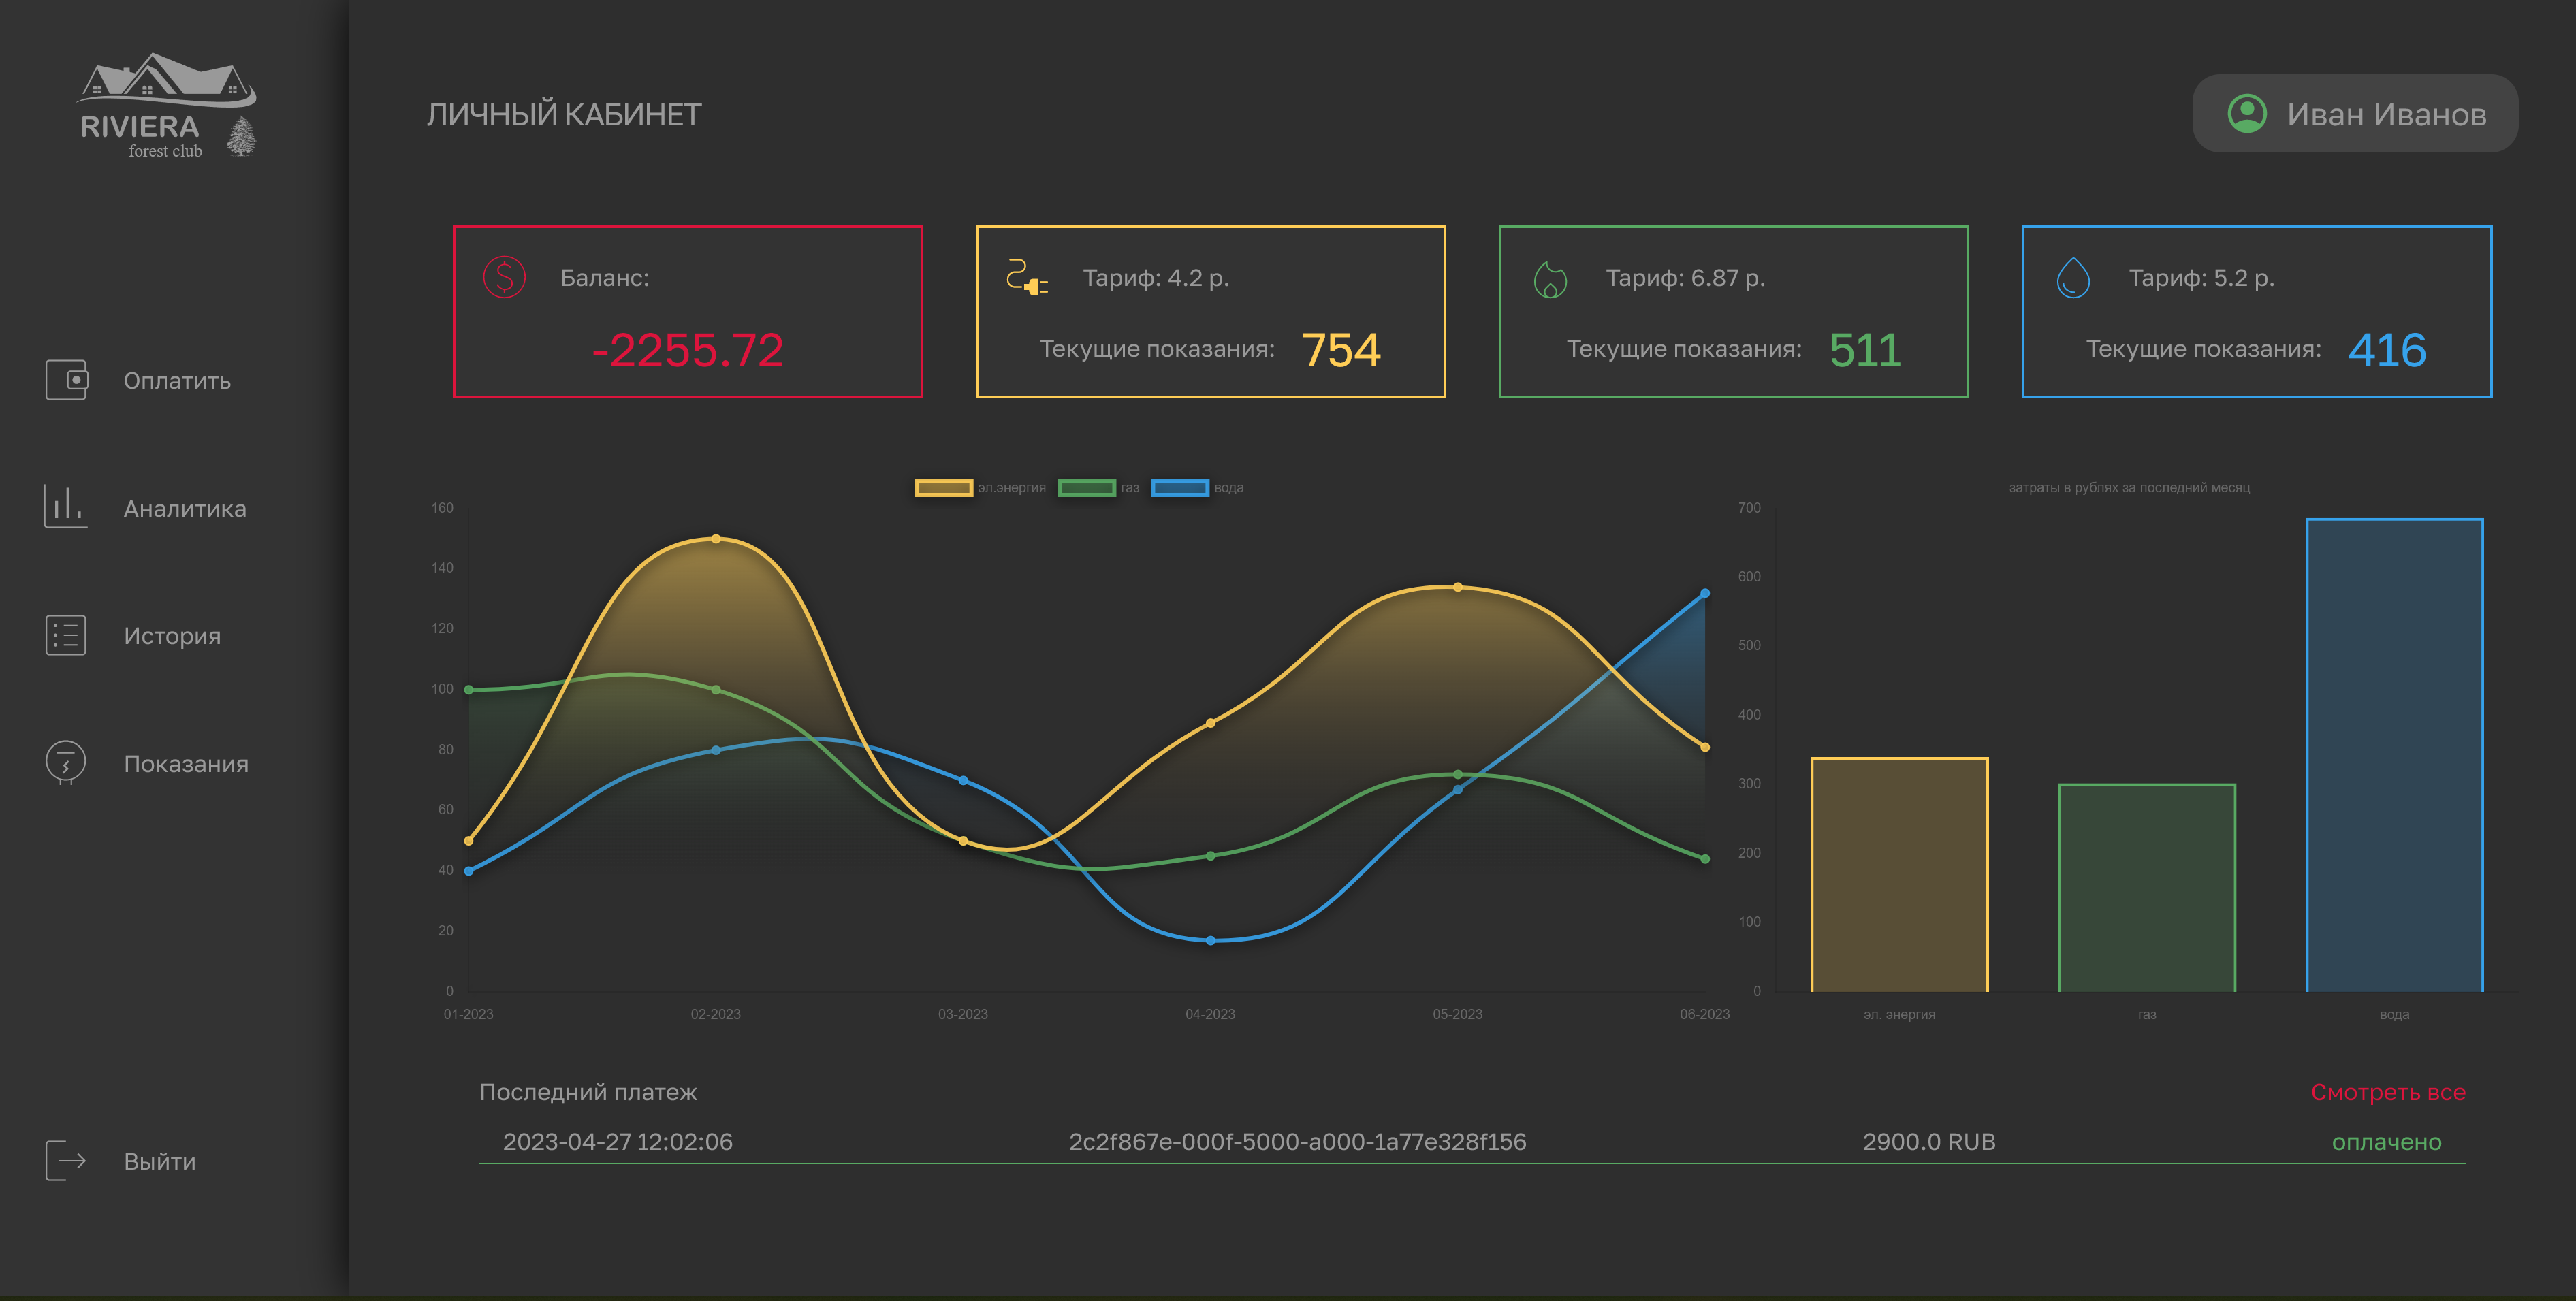 RIVIERA
forest club
ЛИЧНЫЙ КАБИНЕТ
Иван Иванов
Оплатить
Аналитика
История
Показания
Выйти
Баланс:
-2255.72
Тариф: 4.2 р.
Текущие показания: 754
Тариф: 6.87 р.
Текущие показания: 511
Тариф: 5.2 р.
Текущие показания: 416
эл.энергия газ вода
160
140
120
100
80
60
40
20
0
01-2023 02-2023 03-2023 04-2023 05-2023 06-2023
затраты в рублях за последний месяц
700
600
500
400
300
200
100
0
эл. энергия газ вода
Последний платеж
Смотреть все
2023-04-27 12:02:06 2c2f867e-000f-5000-a000-1a77e328f156 2900.0 RUB оплачено